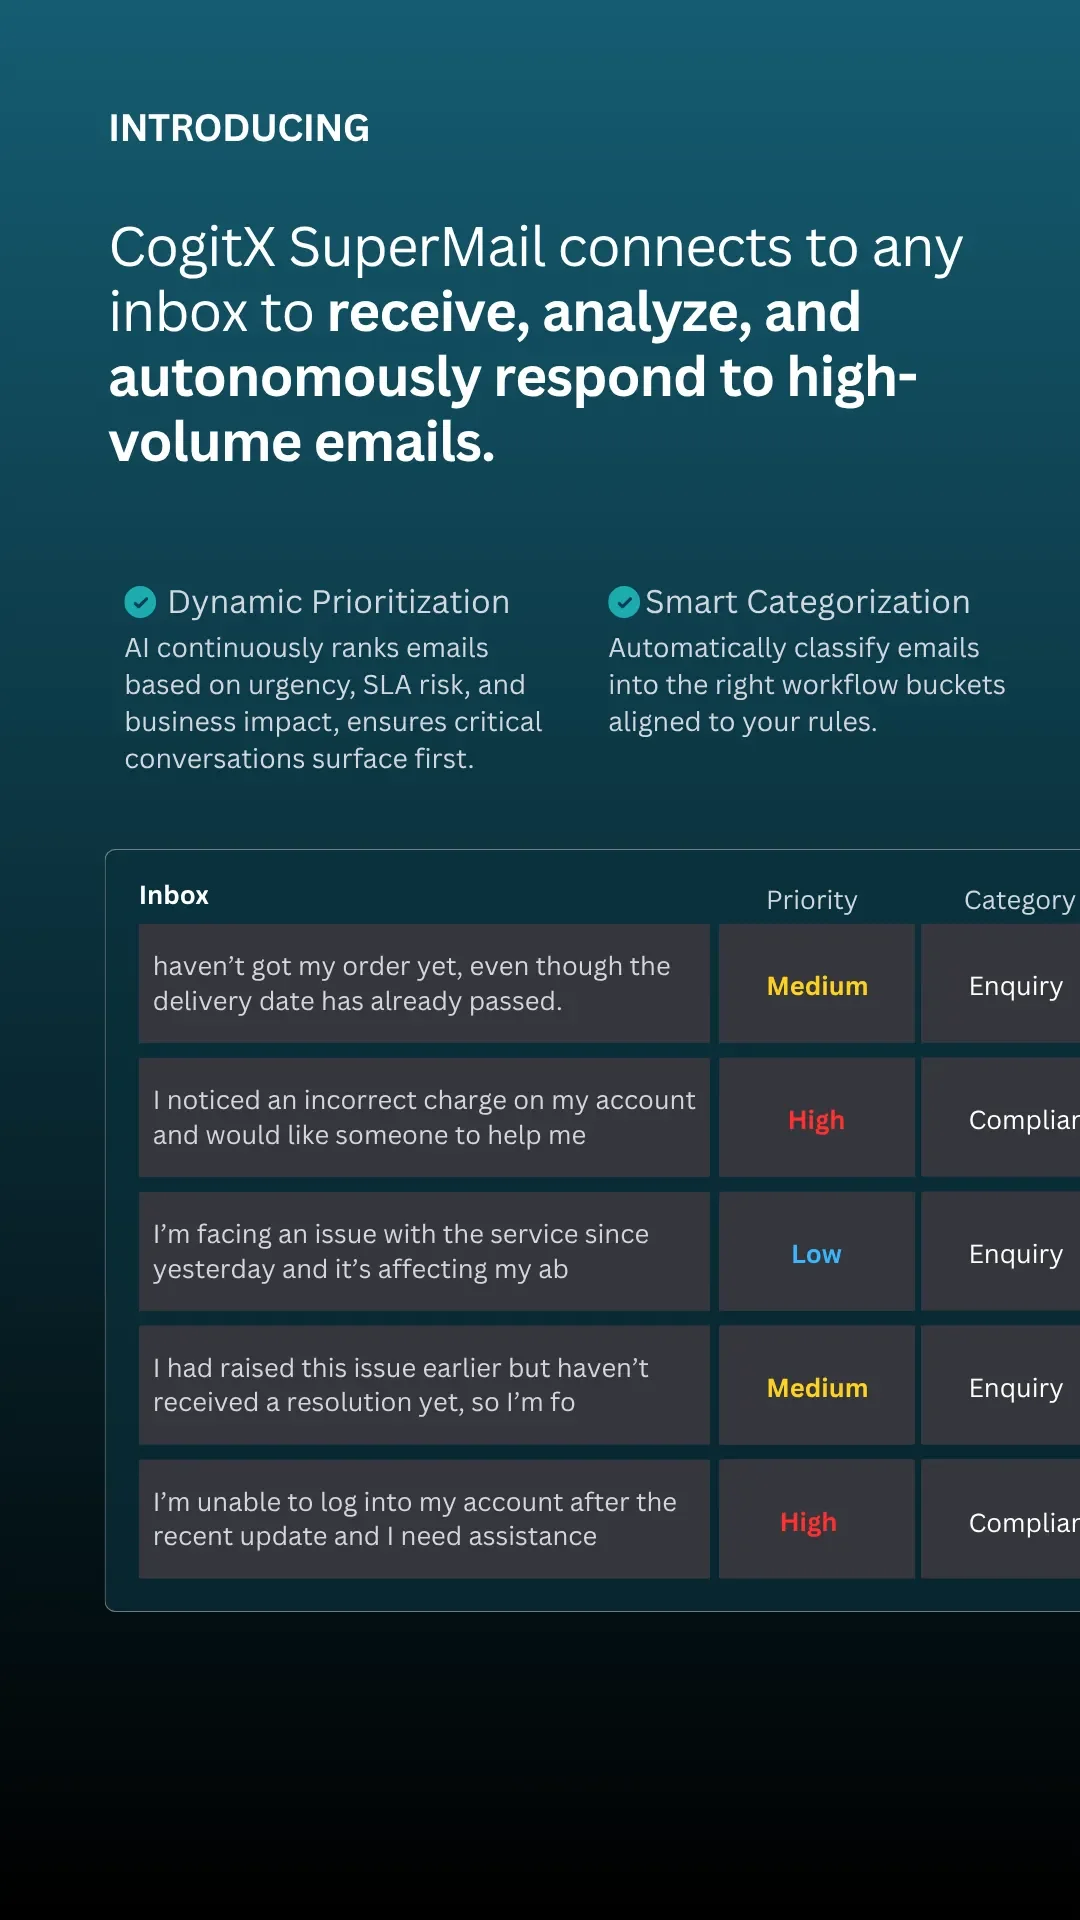 INTRODUCING
CogitX SuperMail connects to any
inbox to receive, analyze, and
autonomously respond to high-
volume emails.
Dynamic Prioritization
AI continuously ranks emails
based on urgency, SLA risk, and
business impact, ensures critical
conversations surface first.
Smart Categorization
Automatically classify emails
into the right workflow buckets
aligned to your rules.
Inbox Priority Category
haven’t got my order yet, even though the
delivery date has already passed.
Medium Enquiry
I noticed an incorrect charge on my account
and would like someone to help me
High Complian
I’m facing an issue with the service since
yesterday and it’s affecting my ab
Low Enquiry
I had raised this issue earlier but haven’t
received a resolution yet, so I’m fo
Medium Enquiry
I’m unable to log into my account after the
recent update and I need assistance
High Complian